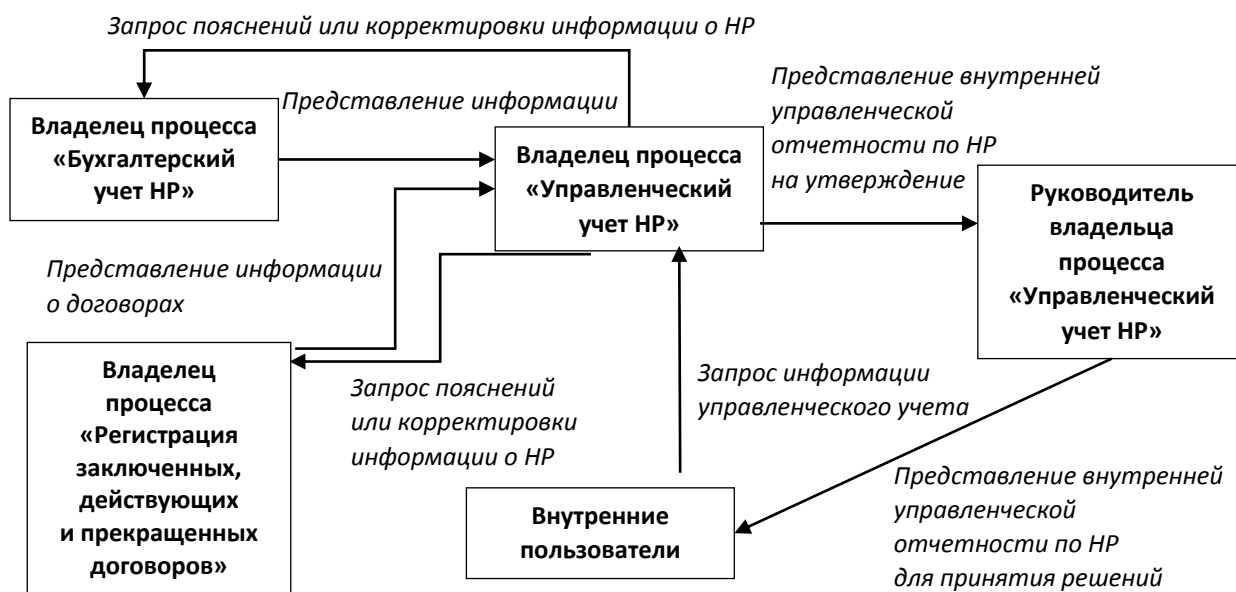 Запрос пояснений или корректировки информации о НР
Представление информации
Представление внутренней
управленческой
отчетности по НР
на утверждение
Владелец процесса
«Бухгалтерский
учет НР»
Владелец процесса
«Управленческий
учет НР»
Руководитель
владельца
процесса
«Управленческий
учет НР»
Представление информации
о договорах
Владелец
процесса
«Регистрация
заключенных,
действующих
и прекращенных
договоров»
Запрос пояснений
или корректировки
информации о НР
Запрос информации
управленческого учета
Внутренние
пользователи
Представление внутренней
управленческой
отчетности по НР
для принятия решений